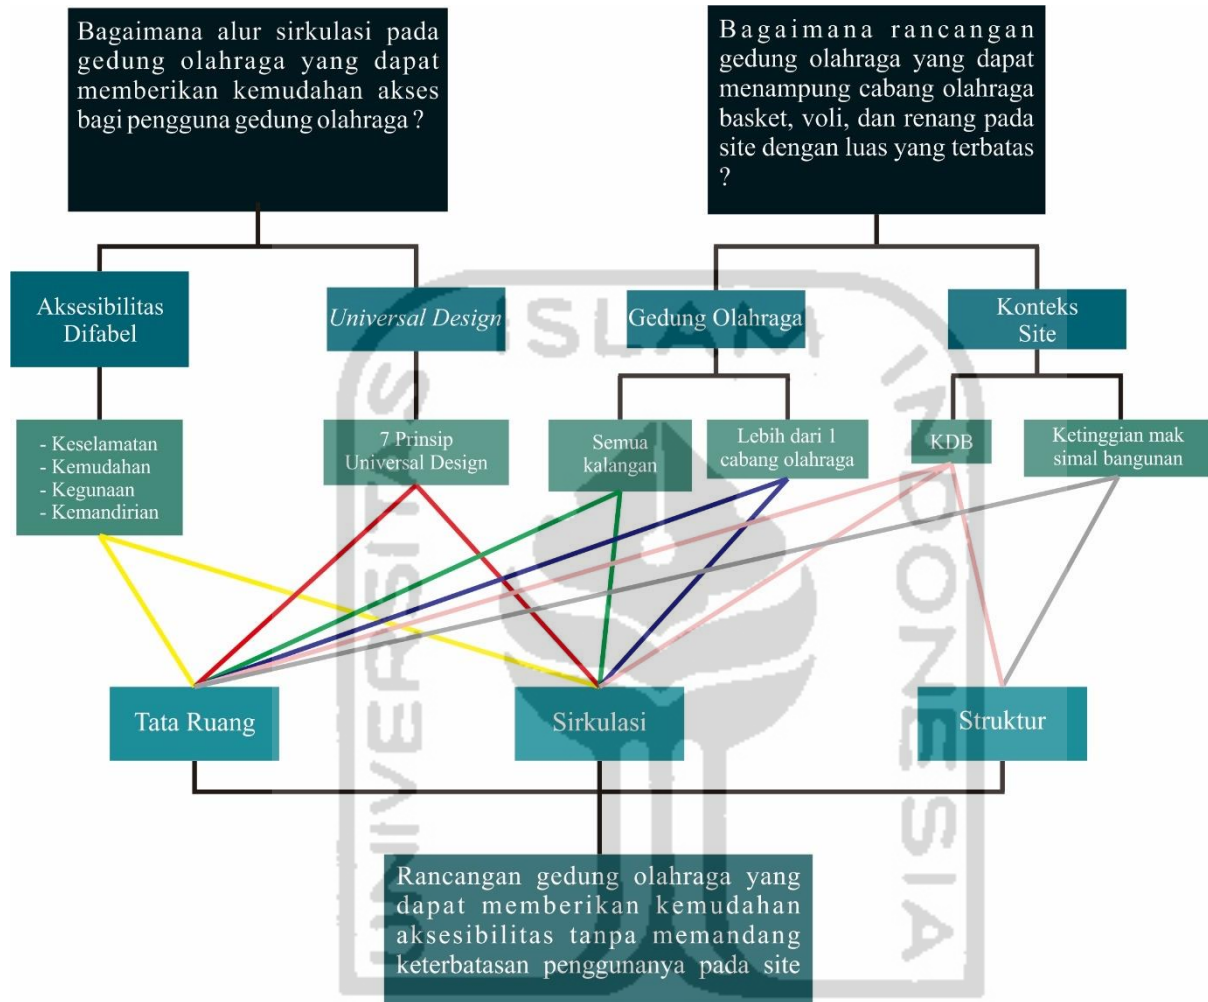 Bagaimana alur sirkulasi pada
gedung olahraga yang dapat
memberikan kemudahan akses
bagi pengguna gedung olahraga ?
Bagaimana rancangan
gedung olahraga yang dapat
menampung cabang olahraga
basket, voli, dan renang pada
site dengan luas yang terbatas
?
Aksesibilitas
Difabel
Universal Design
Gedung Olahraga
Konteks
Site
- Keselamatan
- Kemudahan
- Kegunaan
- Kemandirian
7 Prinsip
Universal Design
Semua
kalangan
Lebih dari 1
cabang olahraga
KDB
Ketinggian mak
simal bangunan
Tata Ruang
Sirkulasi
Struktur
Rancangan gedung olahraga yang
dapat memberikan kemudahan
aksesibilitas tanpa memandang
keterbatasan penggunanya pada site
UNIVERSITAS
ISLAM
INDONESIA